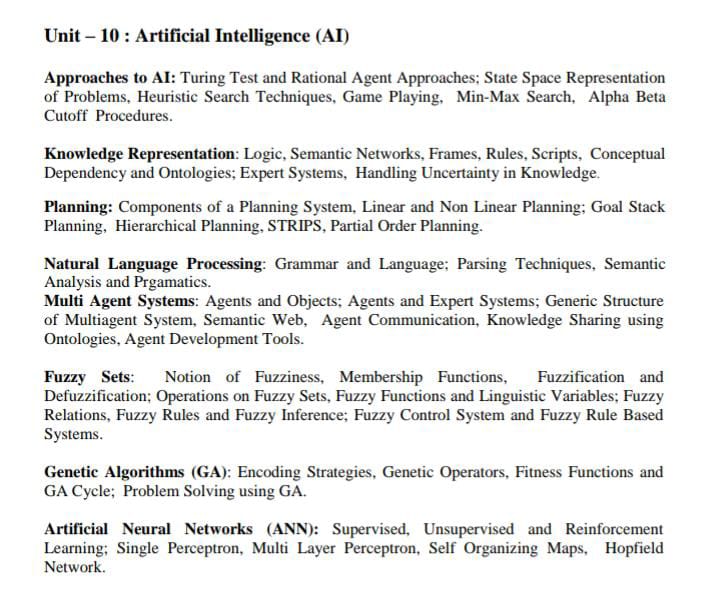 Unit – 10 : Artificial Intelligence (AI)
Approaches to AI: Turing Test and Rational Agent Approaches; State Space Representation
of Problems, Heuristic Search Techniques, Game Playing, Min-Max Search, Alpha Beta
Cutoff Procedures.
Knowledge Representation: Logic, Semantic Networks, Frames, Rules, Scripts, Conceptual
Dependency and Ontologies; Expert Systems, Handling Uncertainty in Knowledge.
Planning: Components of a Planning System, Linear and Non Linear Planning; Goal Stack
Planning, Hierarchical Planning, STRIPS, Partial Order Planning.
Natural Language Processing: Grammar and Language; Parsing Techniques, Semantic
Analysis and Prgamatics.
Multi Agent Systems: Agents and Objects; Agents and Expert Systems; Generic Structure
of Multiagent System, Semantic Web, Agent Communication, Knowledge Sharing using
Ontologies, Agent Development Tools.
Fuzzy Sets: Notion of Fuzziness, Membership Functions, Fuzzification and
Defuzzification; Operations on Fuzzy Sets, Fuzzy Functions and Linguistic Variables; Fuzzy
Relations, Fuzzy Rules and Fuzzy Inference; Fuzzy Control System and Fuzzy Rule Based
Systems.
Genetic Algorithms (GA): Encoding Strategies, Genetic Operators, Fitness Functions and
GA Cycle; Problem Solving using GA.
Artificial Neural Networks (ANN): Supervised, Unsupervised and Reinforcement
Learning; Single Perceptron, Multi Layer Perceptron, Self Organizing Maps, Hopfield
Network.